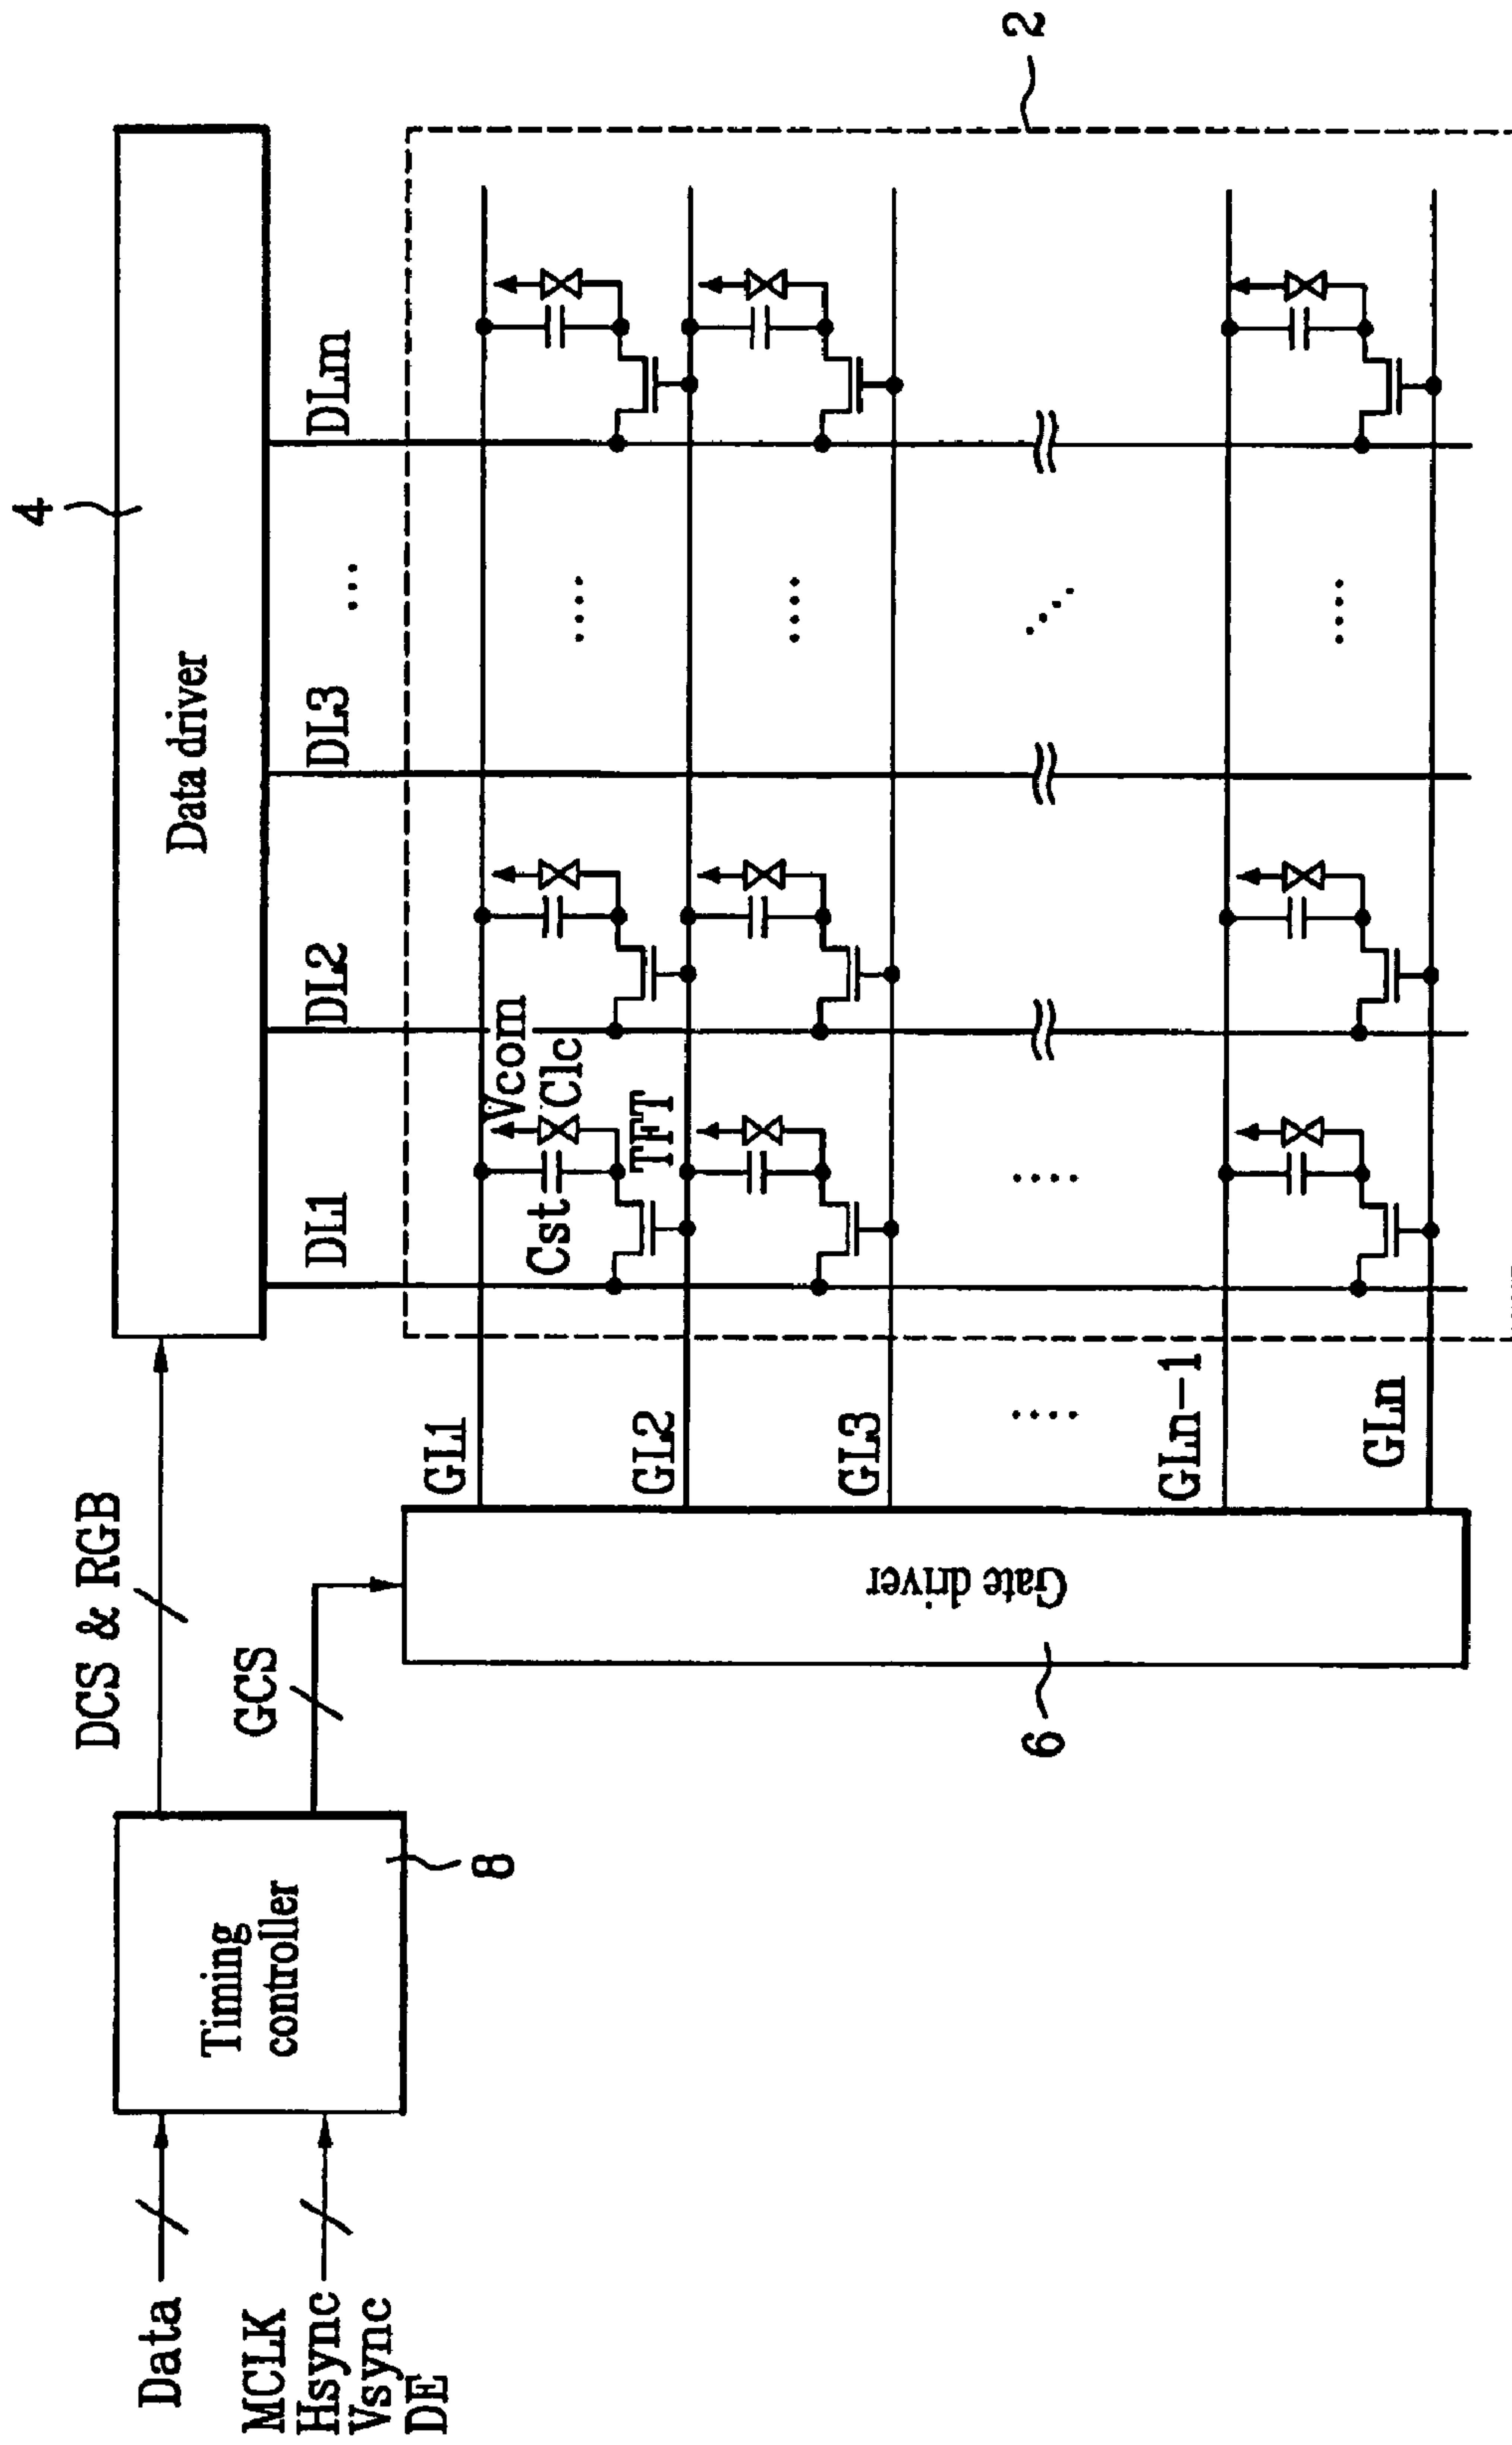 4
Data driver
DCS & RGB
GCS
Timing
controller
8
Data
MCLK
Hsync
Vsync
DE
DL1
DL2
DL3
...
DLm
2
GL1
Vcom
Cst
Clc
TFT
....
GL2
....
GL3
Gate driver
6
....
....
...
GLn-1
....
GLn